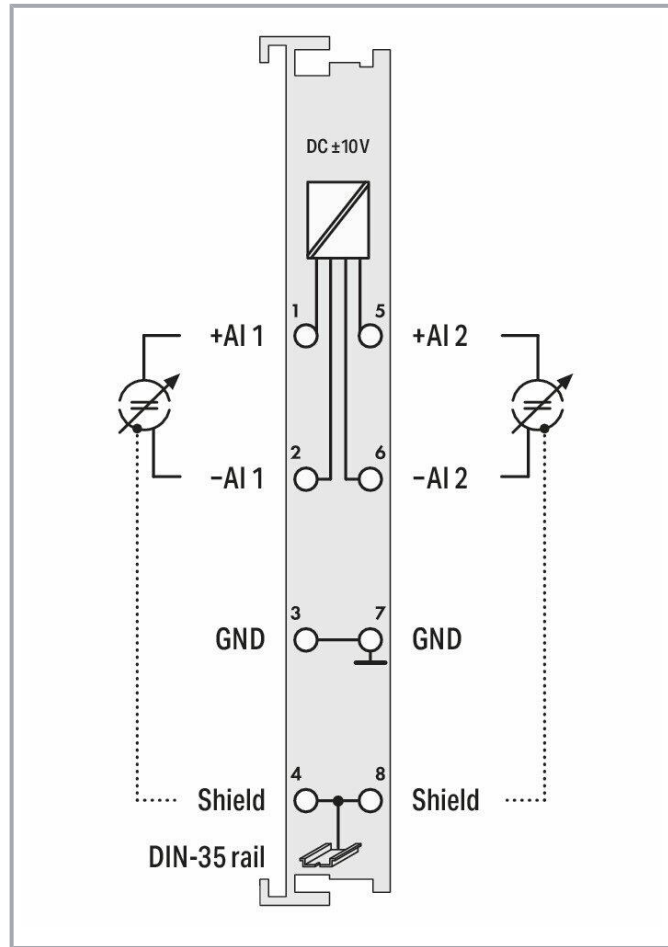 DC ±10 V
1 5
+AI 1 +AI 2
2 6
−AI 1 −AI 2
3 7
GND GND
4 8
Shield Shield
DIN-35 rail